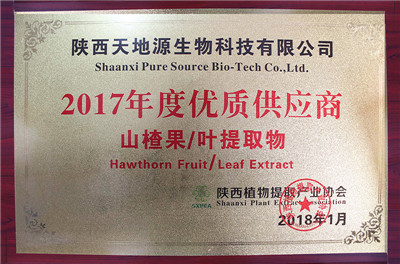 陕西天地源生物科技有限公司
Shaanxi Pure Source Bio-Tech Co.,Ltd.
2017年度优质供应商
山楂果/叶提取物
Hawthorn Fruit/Leaf Extract
陕西植物提取产业协会
Shaanxi Plant Extract Association
SXPEA
2018年1月